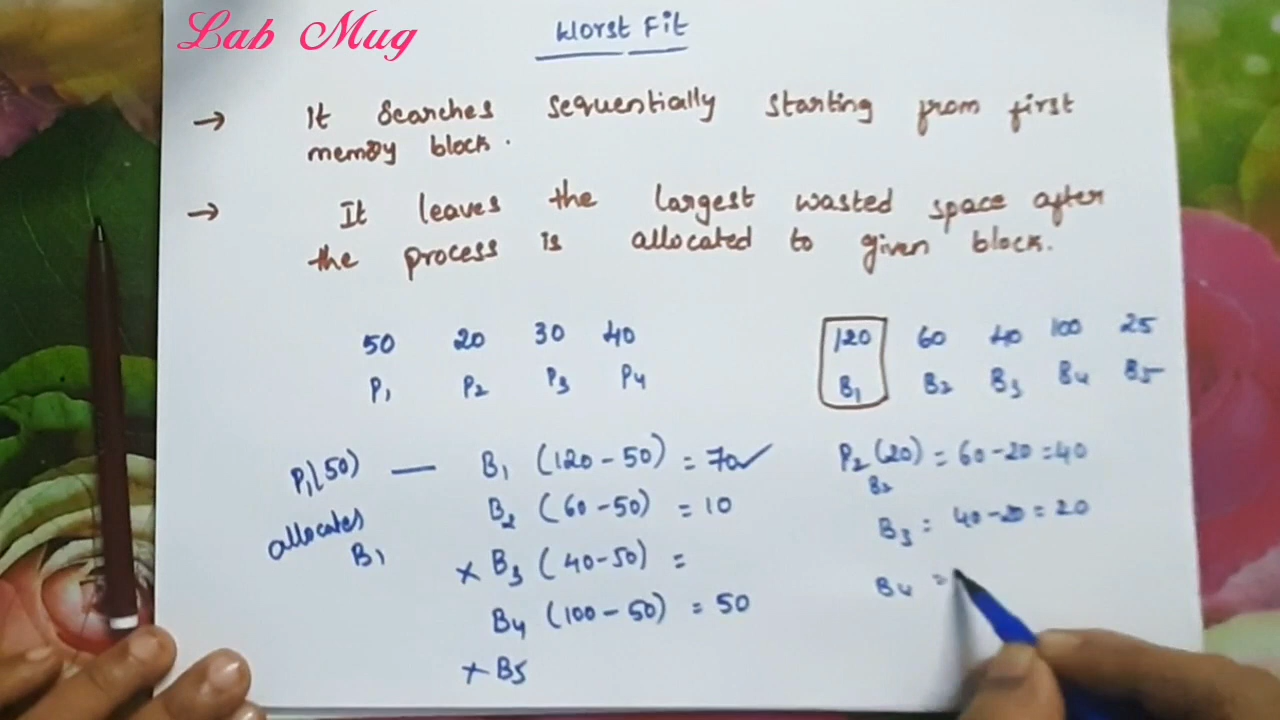 Lab Mug
Worst Fit
→ It Searches sequentially starting from first
memory block.
→ It leaves the largest wasted space after
the process is allocated to given block.
50 20 30 40
P1 P2 P3 P4
120 60 40 100 25
B1 B2 B3 B4 B5
P1(50) — B1 (120-50) = 70 ✓
allocates
B1
B2 (60-50) = 10
× B3 (40-50) =
B4 (100-50) = 50
× B5
P2(20) = 60-20 = 40
B2
B3 = 40-20 = 20
B4 =